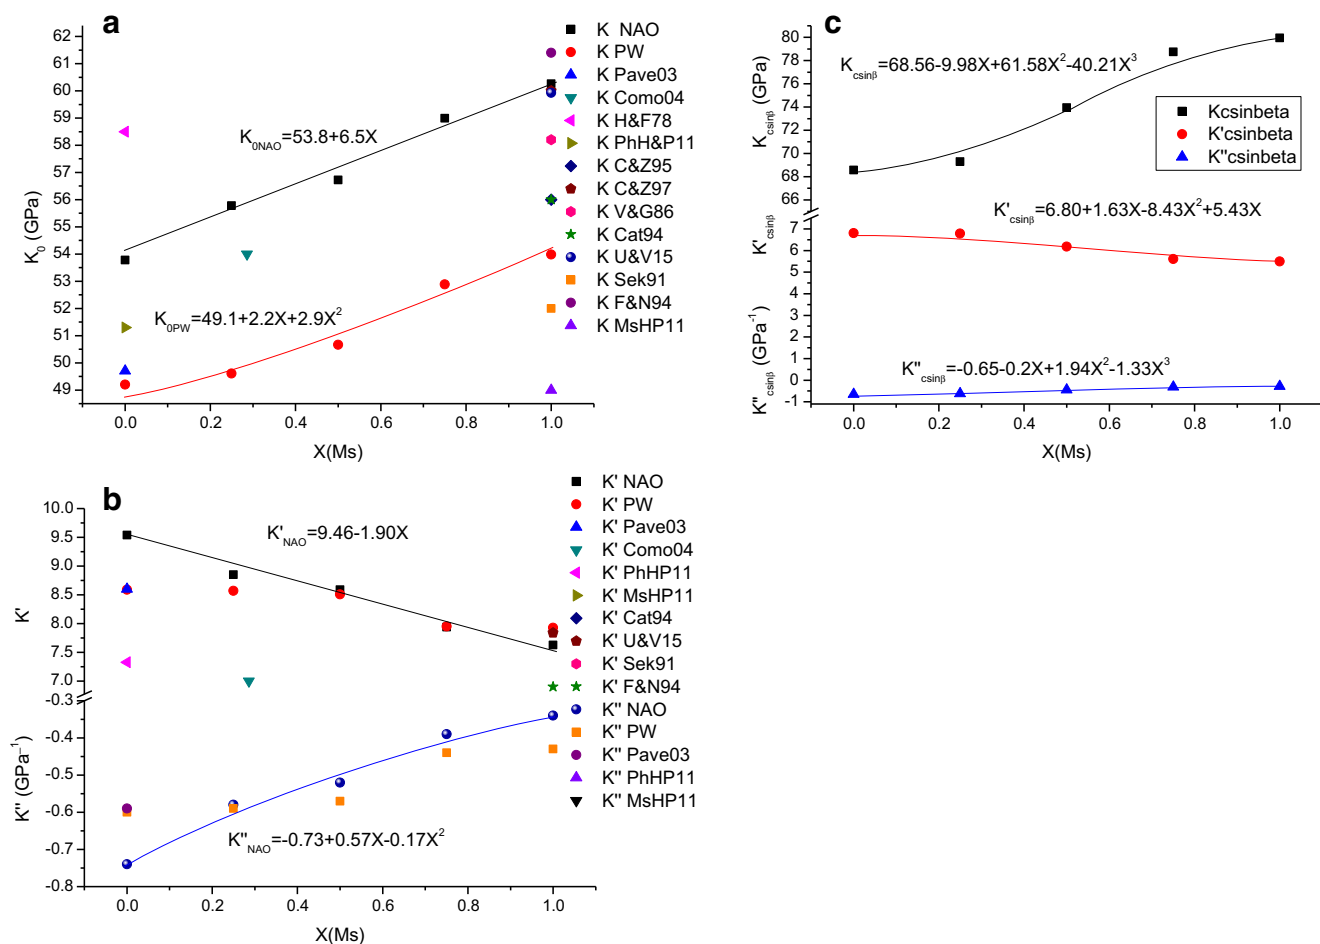 a
62
61
60
59
58
57
56
55
54
53
52
51
50
49
K₀ (GPa)
K₀NAO=53.8+6.5X
K₀PW=49.1+2.2X+2.9X²
0.0 0.2 0.4 0.6 0.8 1.0
X(Ms)
K NAO
K PW
K Pave03
K Como04
K H&F78
K PhH&P11
K C&Z95
K C&Z97
K V&G86
K Cat94
K U&V15
K Sek91
K F&N94
K MsHP11
c
80
78
76
74
72
70
68
66
7
6
5
4
3
2
1
0
-1
K_csinβ (GPa)
K'_csinβ
K''_csinβ (GPa⁻¹)
K_csinβ=68.56-9.98X+61.58X²-40.21X³
Kcsinbeta
K'csinbeta
K"csinbeta
K'_csinβ=6.80+1.63X-8.43X²+5.43X
K"_csinβ=-0.65-0.2X+1.94X²-1.33X³
0.0 0.2 0.4 0.6 0.8 1.0
X(Ms)
b
10.0
9.5
9.0
8.5
8.0
7.5
7.0
-0.3
-0.4
-0.5
-0.6
-0.7
-0.8
K'
K" (GPa⁻¹)
K'NAO=9.46-1.90X
K"NAO=-0.73+0.57X-0.17X²
0.0 0.2 0.4 0.6 0.8 1.0
X(Ms)
K' NAO
K' PW
K' Pave03
K' Como04
K' PhHP11
K' MsHP11
K' Cat94
K' U&V15
K' Sek91
K' F&N94
K" NAO
K" PW
K" Pave03
K" PhHP11
K" MsHP11